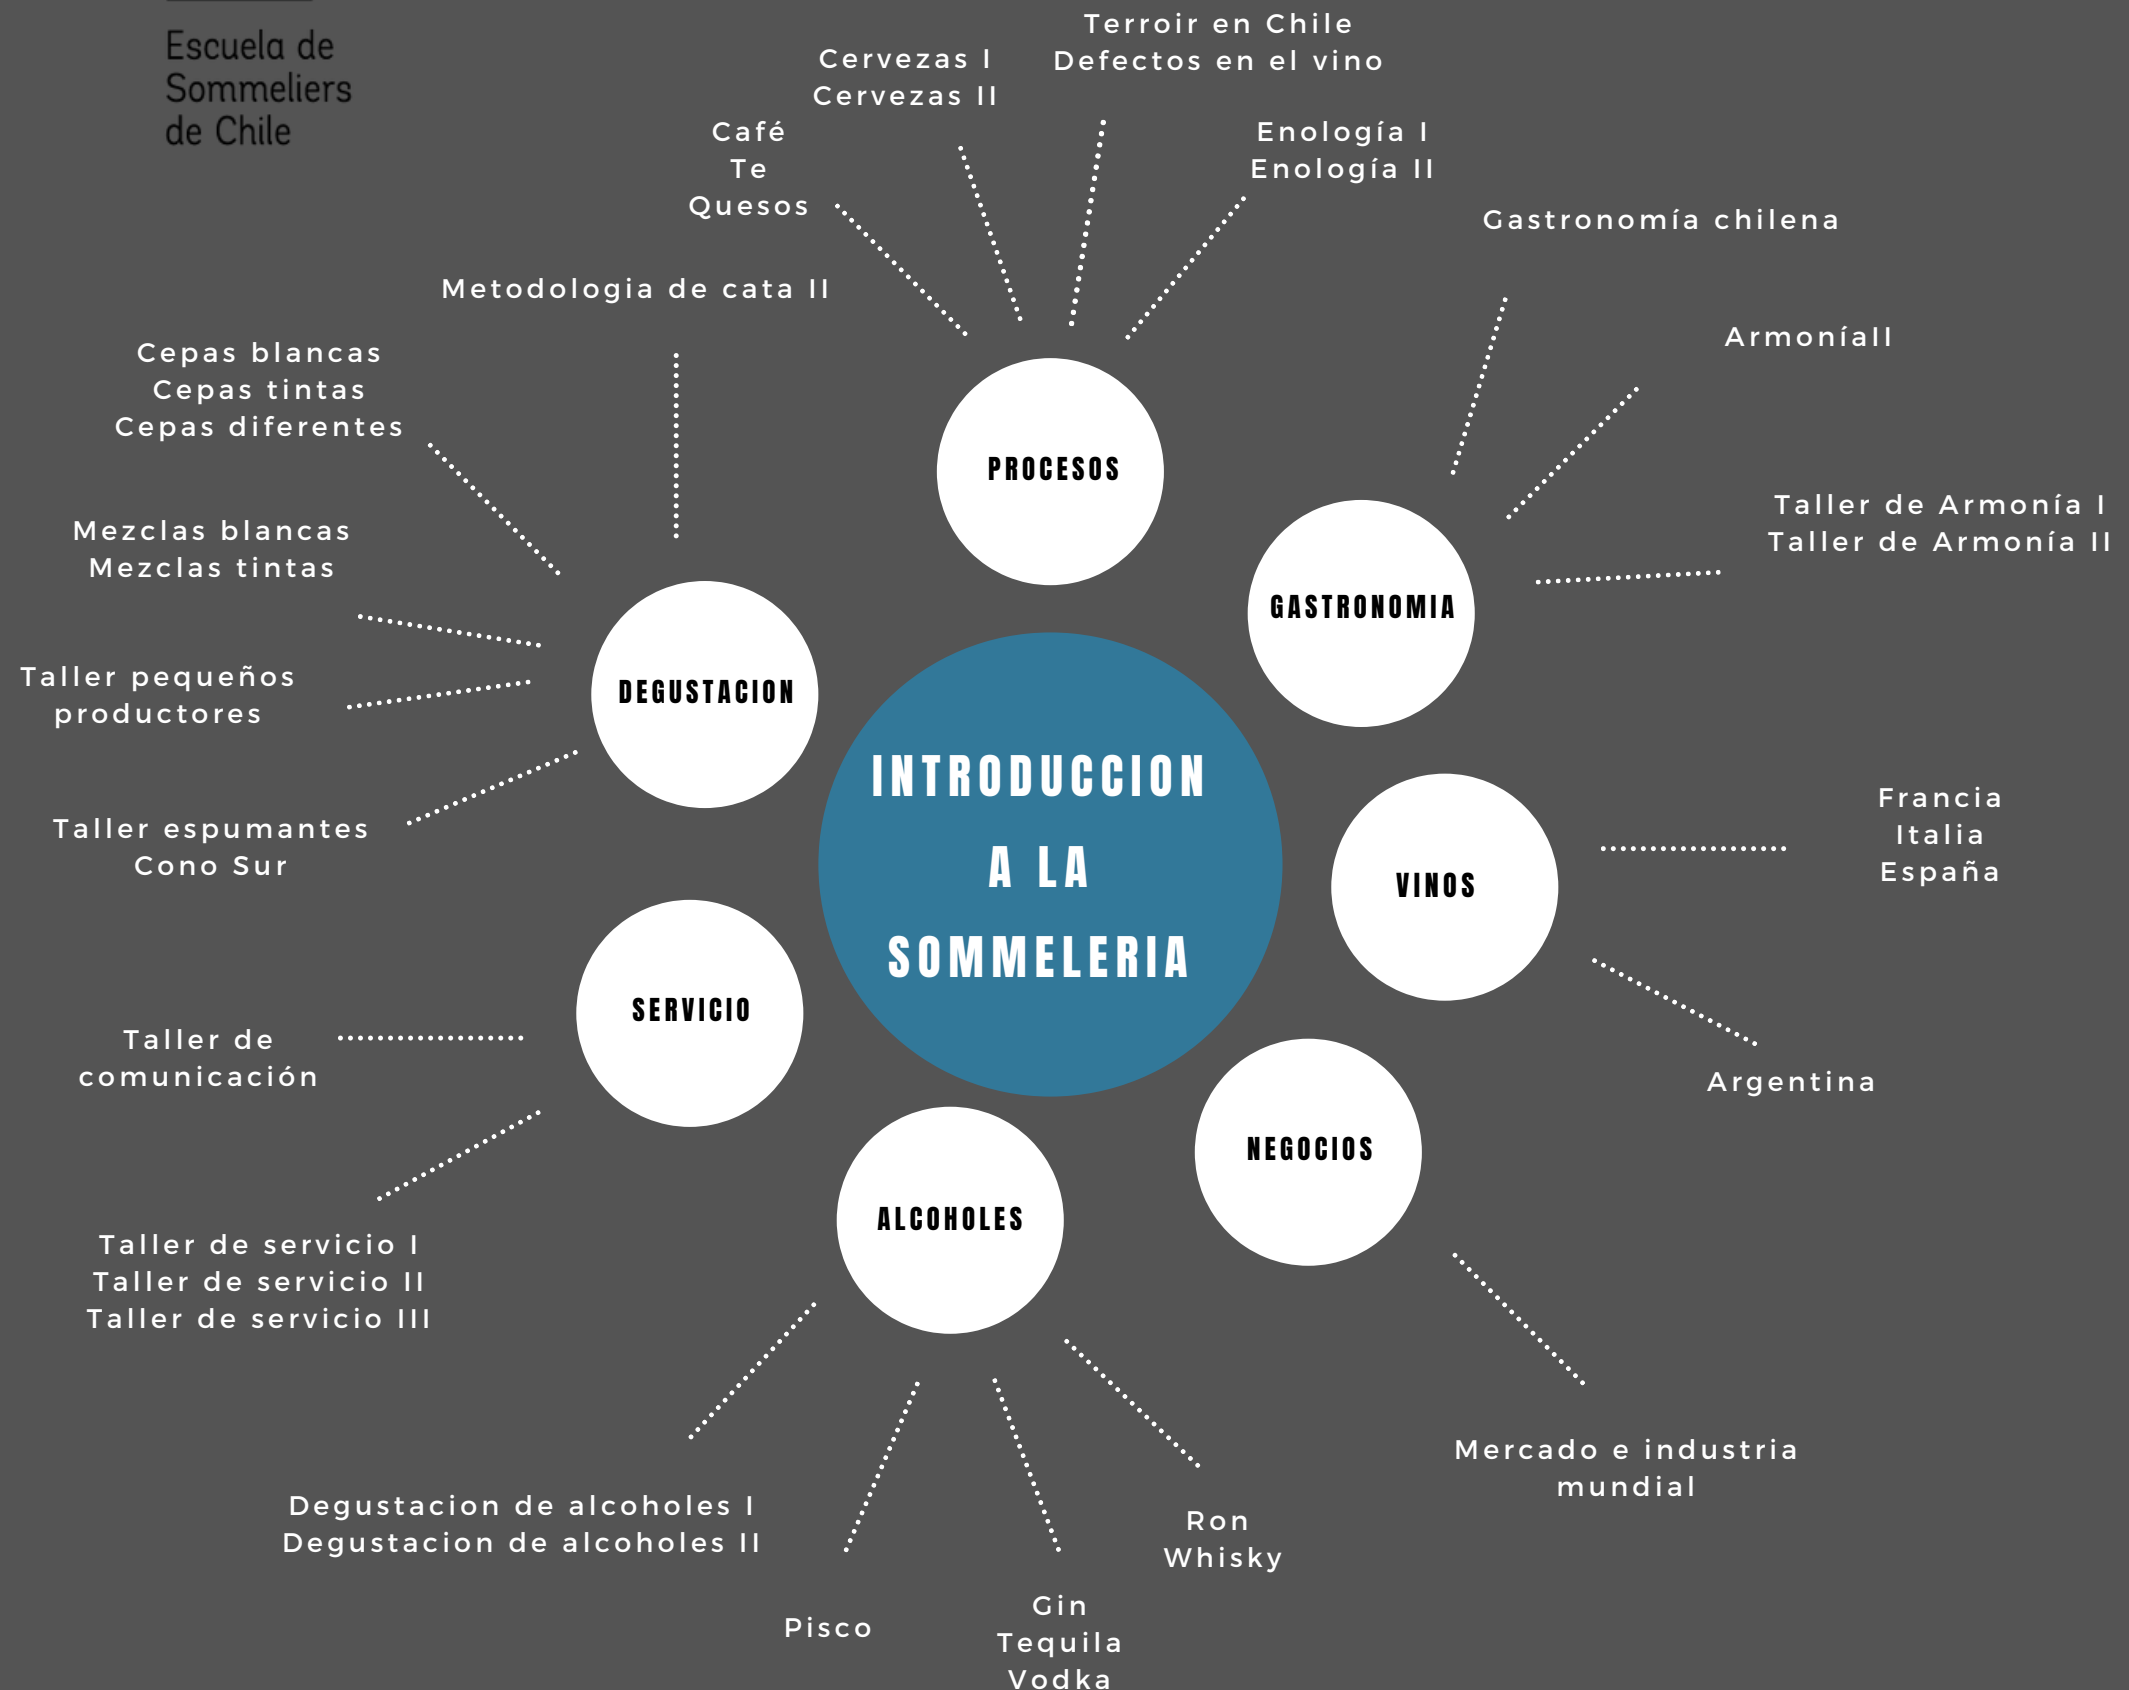 Escuela de
Sommeliers
de Chile
Terroir en Chile
Defectos en el vino
Cervezas I
Cervezas II
Café
Te
Quesos
Enología I
Enología II
Gastronomía chilena
Metodologia de cata II
ArmoníaII
Cepas blancas
Cepas tintas
Cepas diferentes
PROCESOS
Taller de Armonía I
Taller de Armonía II
Mezclas blancas
Mezclas tintas
GASTRONOMIA
Taller pequeños
productores
DEGUSTACION
INTRODUCCION
A LA
SOMMELERIA
Francia
Italia
España
Taller espumantes
Cono Sur
VINOS
SERVICIO
Taller de
comunicación
Argentina
NEGOCIOS
ALCOHOLES
Taller de servicio I
Taller de servicio II
Taller de servicio III
Mercado e industria
mundial
Degustacion de alcoholes I
Degustacion de alcoholes II
Ron
Whisky
Pisco
Gin
Tequila
Vodka